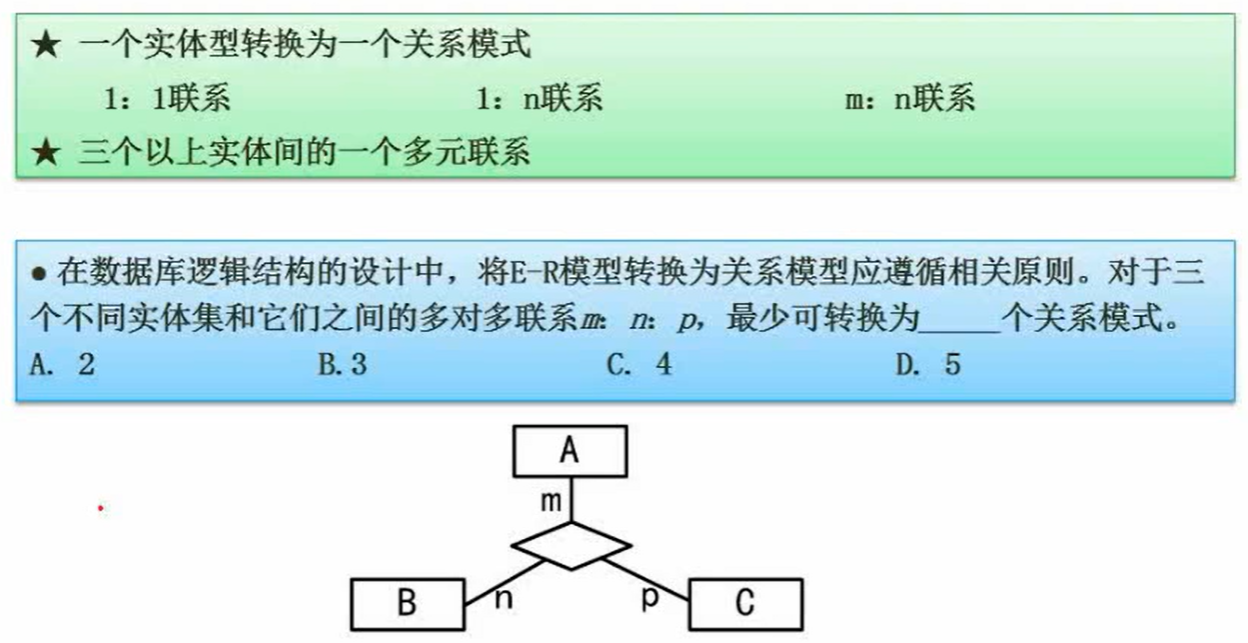 ★ 一个实体型转换为一个关系模式
1：1联系 1：n联系 m：n联系
★ 三个以上实体间的一个多元联系
● 在数据库逻辑结构的设计中，将E-R模型转换为关系模型应遵循相关原则。对于三
个不同实体集和它们之间的多对多联系m：n：p，最少可转换为_____个关系模式。
A. 2 B.3 C. 4 D. 5
A
m
B n p C